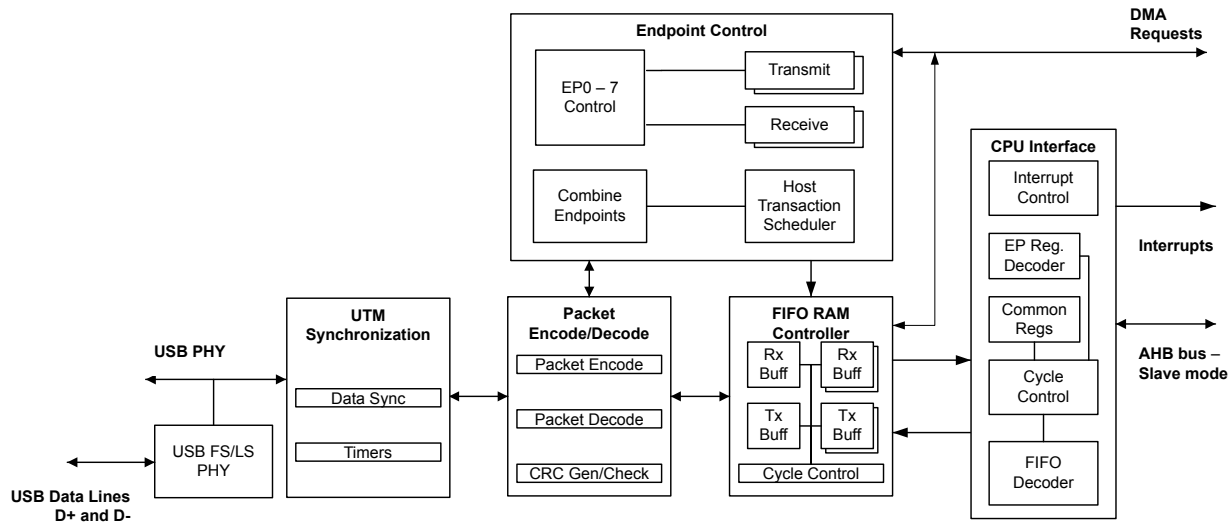 Endpoint Control
EP0 – 7
Control
Transmit
Receive
Combine
Endpoints
Host
Transaction
Scheduler
DMA
Requests
CPU Interface
Interrupt
Control
EP Reg.
Decoder
Common
Regs
Cycle
Control
FIFO
Decoder
Interrupts
AHB bus –
Slave mode
UTM
Synchronization
Data Sync
Timers
Packet
Encode/Decode
Packet Encode
Packet Decode
CRC Gen/Check
FIFO RAM
Controller
Rx
Buff
Rx
Buff
Tx
Buff
Tx
Buff
Cycle Control
USB PHY
USB FS/LS
PHY
USB Data Lines
D+ and D-